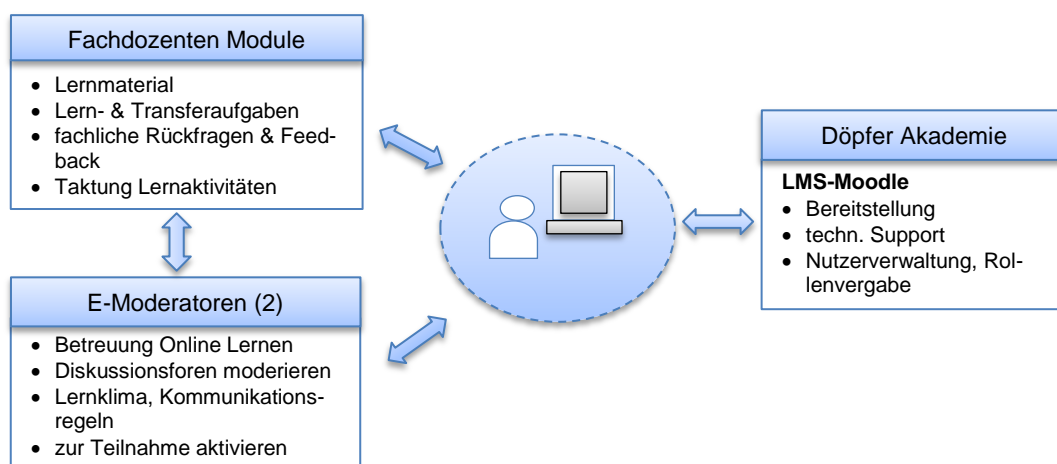 Fachdozenten Module
• Lernmaterial
• Lern- & Transferaufgaben
• fachliche Rückfragen & Feed-
back
• Taktung Lernaktivitäten
E-Moderatoren (2)
• Betreuung Online Lernen
• Diskussionsforen moderieren
• Lernklima, Kommunikations-
regeln
• zur Teilnahme aktivieren
Döpfer Akademie
LMS-Moodle
• Bereitstellung
• techn. Support
• Nutzerverwaltung, Rol-
lenvergabe